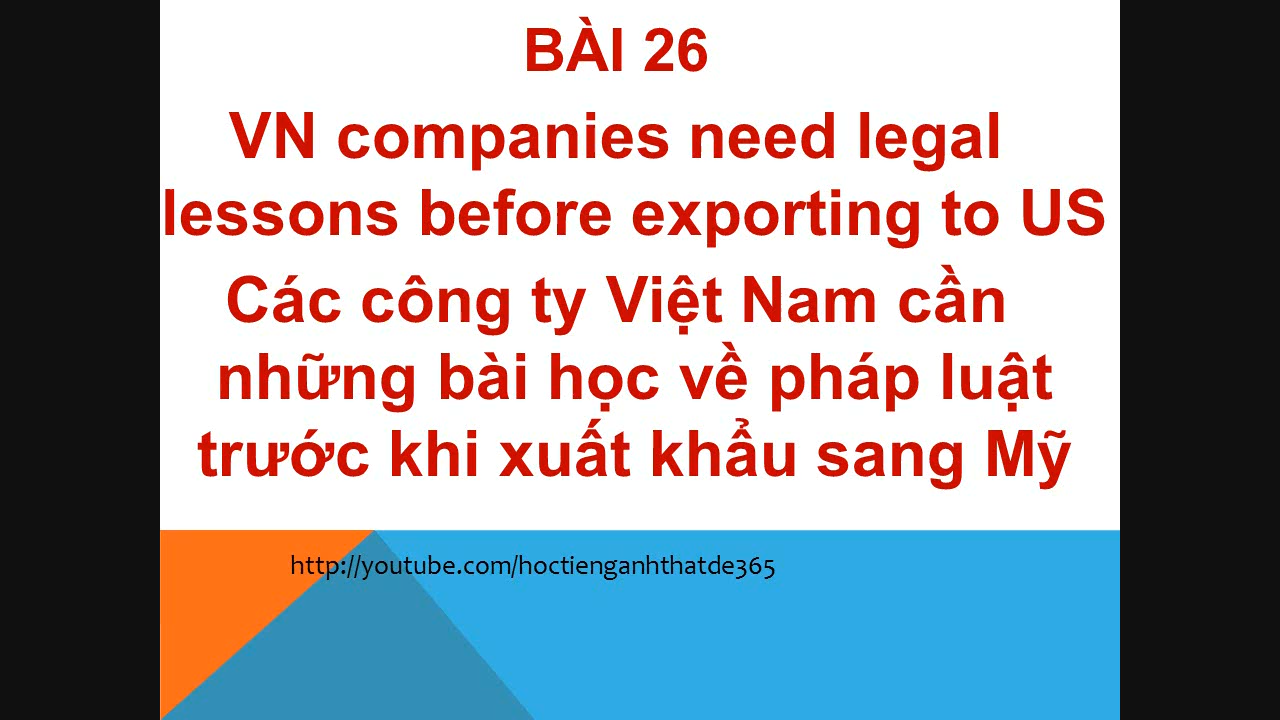 BÀI 26
VN companies need legal
lessons before exporting to US
Các công ty Việt Nam cần
những bài học về pháp luật
trước khi xuất khẩu sang Mỹ
http://youtube.com/hoctienganhthatde365